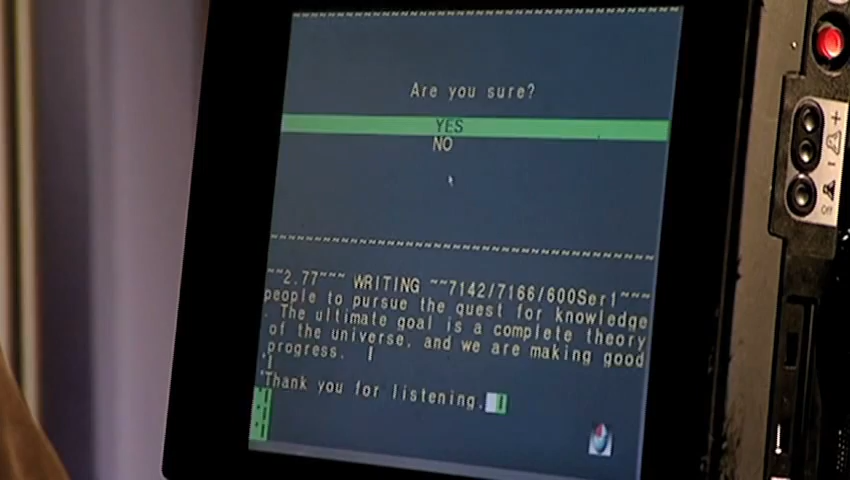 Are you sure?
YES
NO
~~2.77~~~ WRITING ~~7142/7166/600Ser1~~~
people to pursue the quest for knowledge
. The ultimate goal is a complete theory
of the universe, and we are making good
progress.
Thank you for listening.
Off